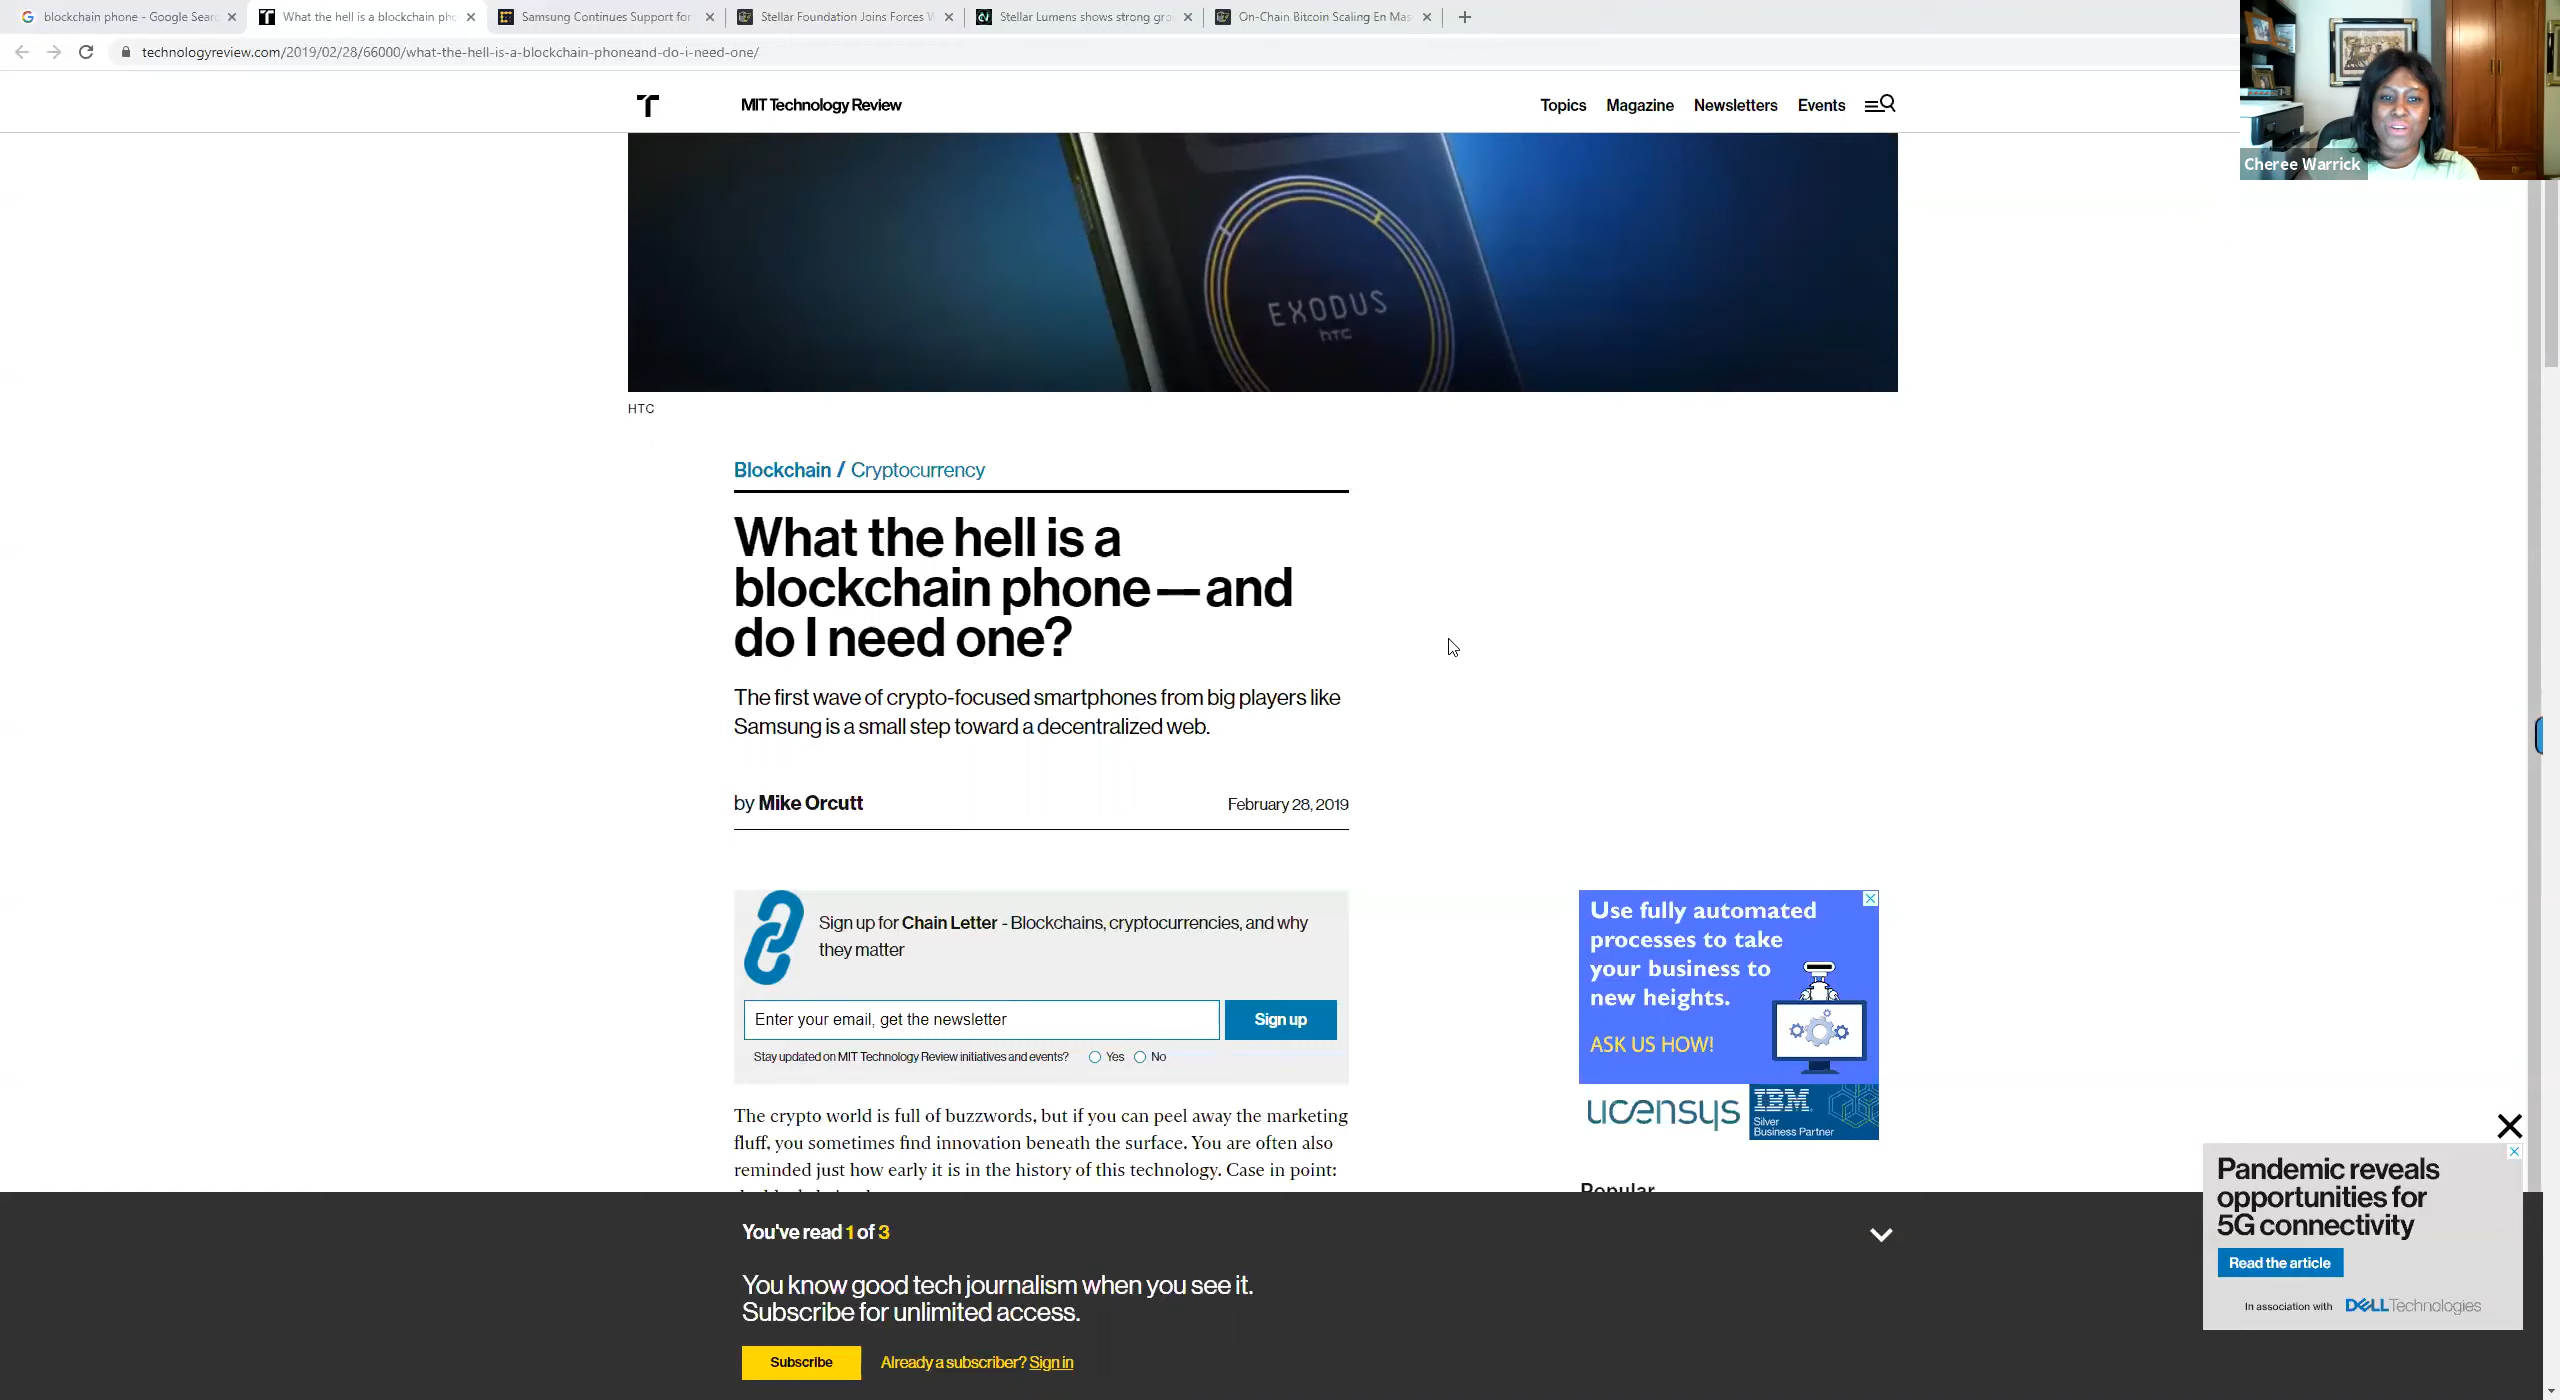 blockchain phone - Google Sear
What the hell is a blockchain pho
Samsung Continues Support for
Stellar Foundation Joins Forces W
Stellar Lumens shows strong gro
On-Chain Bitcoin Scaling En Mas
technologyreview.com/2019/02/28/66000/what-the-hell-is-a-blockchain-phoneand-do-i-need-one/
Cheree Warrick
MIT Technology Review
Topics Magazine Newsletters Events
EXODUS
hTC
HTC
Blockchain / Cryptocurrency
What the hell is a
blockchain phone—and
do I need one?
The first wave of crypto-focused smartphones from big players like
Samsung is a small step toward a decentralized web.
by Mike Orcutt
February 28, 2019
Sign up for Chain Letter - Blockchains, cryptocurrencies, and why
they matter
Enter your email, get the newsletter
Sign up
Stay updated on MIT Technology Review initiatives and events? Yes No
The crypto world is full of buzzwords, but if you can peel away the marketing
fluff, you sometimes find innovation beneath the surface. You are often also
reminded just how early it is in the history of this technology. Case in point:
Use fully automated
processes to take
your business to
new heights.
ASK US HOW!
ucensys
IBM
Silver
Business Partner
Popular
You've read 1 of 3
You know good tech journalism when you see it.
Subscribe for unlimited access.
Subscribe
Already a subscriber? Sign in
Pandemic reveals
opportunities for
5G connectivity
Read the article
In association with DELLTechnologies